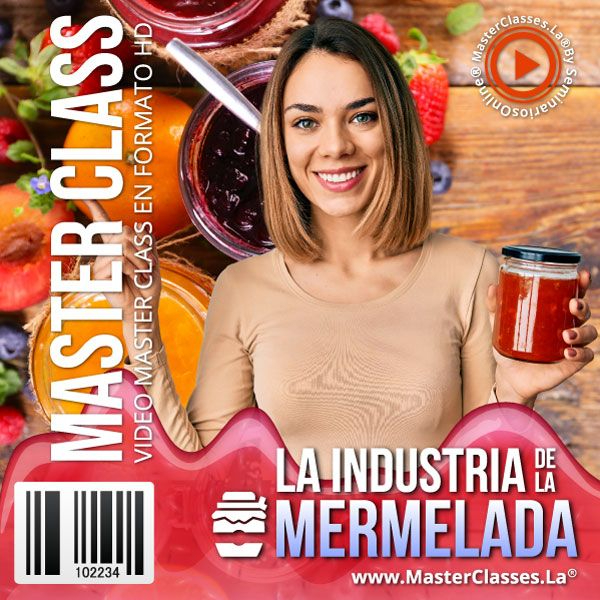 MASTER CLASS
VIDEO MASTER CLASS EN FORMATO HD
MasterClasses.La® By SeminariosOnline®
LA INDUSTRIA DE LA
MERMELADA
102234
www.MasterClasses.La®